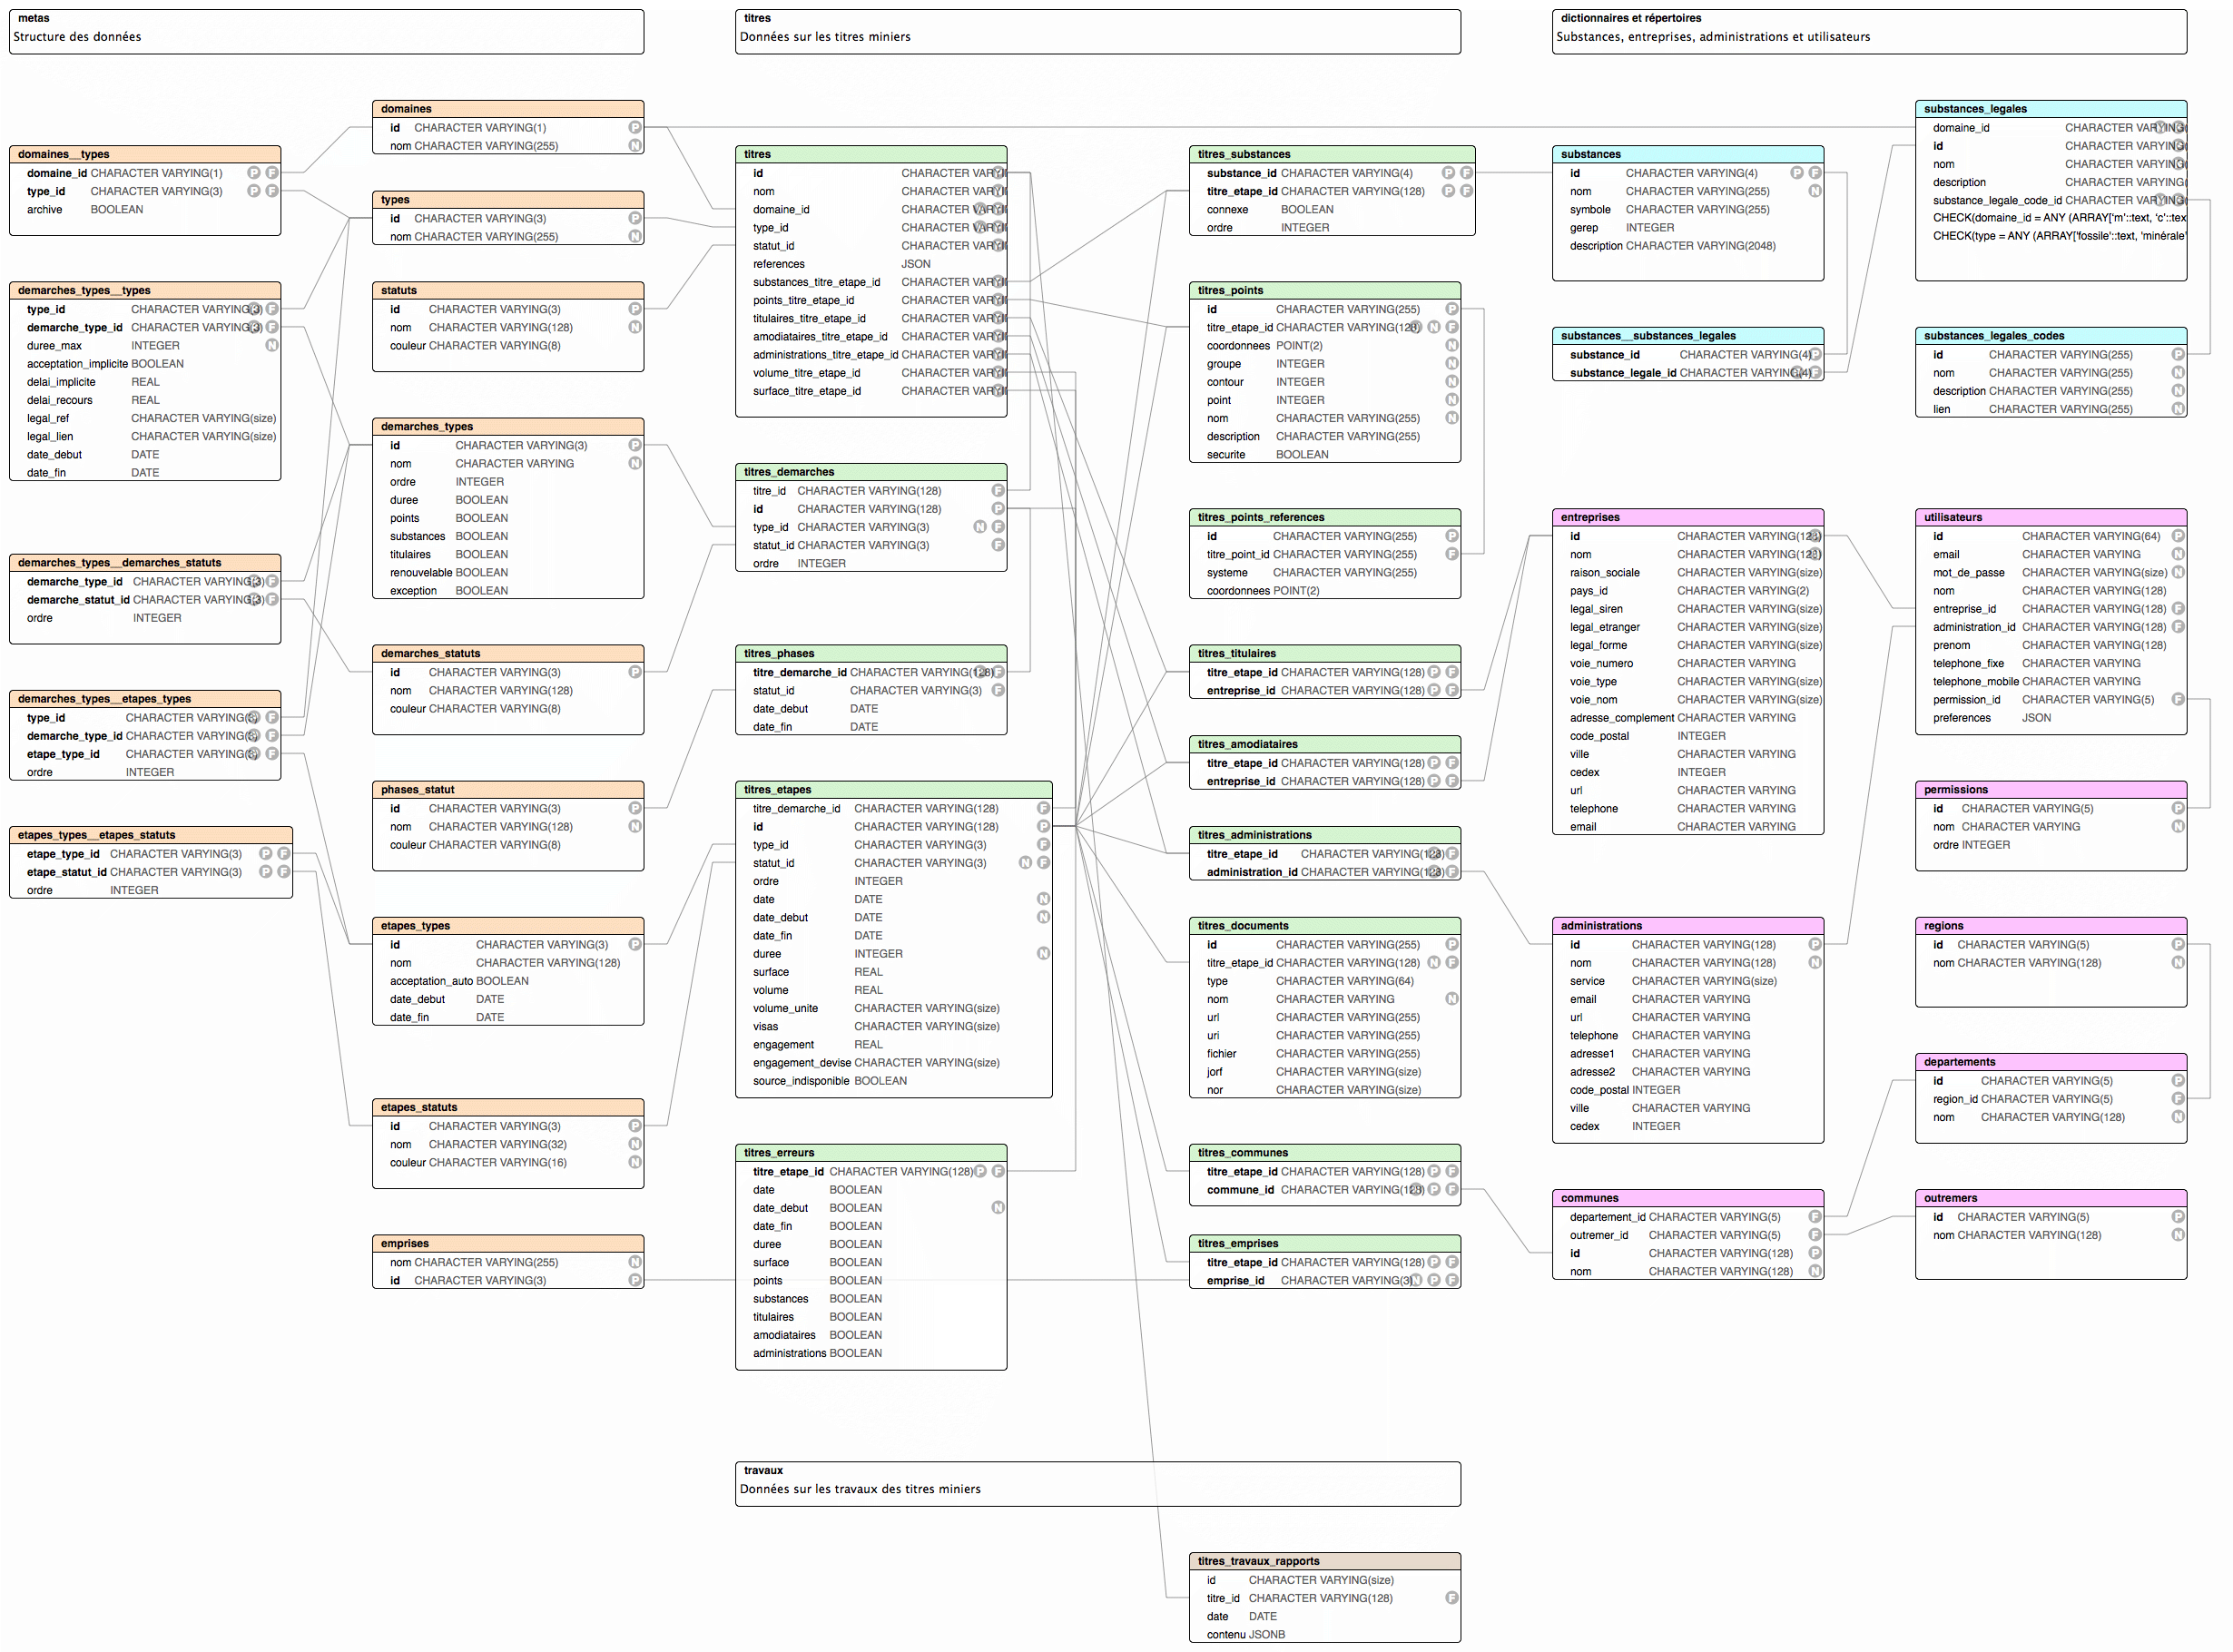 metas
Structure des données
titres
Données sur les titres miniers
dictionnaires et répertoires
Substances, entreprises, administrations et utilisateurs
domaines__types
domaine_id CHARACTER VARYING(1) P F
type_id CHARACTER VARYING(3) P F
archive BOOLEAN
demarches_types__types
type_id CHARACTER VARYING(3) F
demarche_type_id CHARACTER VARYING(3) F
duree_max INTEGER N
acceptation_implicite BOOLEAN
delai_implicite REAL
delai_recours REAL
legal_ref CHARACTER VARYING(size)
legal_lien CHARACTER VARYING(size)
date_debut DATE
date_fin DATE
demarches_types__demarches_statuts
demarche_type_id CHARACTER VARYING(3) F
demarche_statut_id CHARACTER VARYING(3) F
ordre INTEGER
demarches_types__etapes_types
type_id CHARACTER VARYING(3) F
demarche_type_id CHARACTER VARYING(3) F
etape_type_id CHARACTER VARYING(3) F
ordre INTEGER
etapes_types__etapes_statuts
etape_type_id CHARACTER VARYING(3) P F
etape_statut_id CHARACTER VARYING(3) P F
ordre INTEGER
domaines
id CHARACTER VARYING(1) P
nom CHARACTER VARYING(255) N
types
id CHARACTER VARYING(3) P
nom CHARACTER VARYING(255) N
statuts
id CHARACTER VARYING(3) P
nom CHARACTER VARYING(128) N
couleur CHARACTER VARYING(8)
demarches_types
id CHARACTER VARYING(3) P
nom CHARACTER VARYING N
ordre INTEGER
duree BOOLEAN
points BOOLEAN
substances BOOLEAN
titulaires BOOLEAN
renouvelable BOOLEAN
exception BOOLEAN
demarches_statuts
id CHARACTER VARYING(3) P
nom CHARACTER VARYING(128)
couleur CHARACTER VARYING(8)
phases_statut
id CHARACTER VARYING(3) P
nom CHARACTER VARYING(128) N
couleur CHARACTER VARYING(8)
etapes_types
id CHARACTER VARYING(3) P
nom CHARACTER VARYING(128)
acceptation_auto BOOLEAN
date_debut DATE
date_fin DATE
etapes_statuts
id CHARACTER VARYING(3) P
nom CHARACTER VARYING(32) N
couleur CHARACTER VARYING(16) N
emprises
nom CHARACTER VARYING(255) N
id CHARACTER VARYING(3) P
titres
id CHARACTER
nom CHARACTER
domaine_id CHARACTER
type_id CHARACTER
statut_id CHARACTER
references JSON
substances_titre_etape_id CHARACTER
points_titre_etape_id CHARACTER
titulaires_titre_etape_id CHARACTER
amodiataires_titre_etape_id CHARACTER
administrations_titre_etape_id CHARACTER
volume_titre_etape_id CHARACTER
surface_titre_etape_id CHARACTER
titres_demarches
titre_id CHARACTER VARYING(128) F
id CHARACTER VARYING(128) P
type_id CHARACTER VARYING(3) N F
statut_id CHARACTER VARYING(3) F
ordre INTEGER
titres_phases
titre_demarche_id CHARACTER VARYING(128) F
statut_id CHARACTER VARYING(3) F
date_debut DATE
date_fin DATE
titres_etapes
titre_demarche_id CHARACTER VARYING(128) F
id CHARACTER VARYING(128) P
type_id CHARACTER VARYING(3) F
statut_id CHARACTER VARYING(3) N F
ordre INTEGER
date DATE N
date_debut DATE N
date_fin DATE
duree INTEGER N
surface REAL
volume REAL
volume_unite CHARACTER VARYING(size)
visas CHARACTER VARYING(size)
engagement REAL
engagement_devise CHARACTER VARYING(size)
source_indisponible BOOLEAN
titres_erreurs
titre_etape_id CHARACTER VARYING(128) P F
date BOOLEAN
date_debut BOOLEAN N
date_fin BOOLEAN
duree BOOLEAN
surface BOOLEAN
points BOOLEAN
substances BOOLEAN
titulaires BOOLEAN
amodiataires BOOLEAN
administrations BOOLEAN
titres_substances
substance_id CHARACTER VARYING(4) P F
titre_etape_id CHARACTER VARYING(128) P F
connexe BOOLEAN
ordre INTEGER
titres_points
id CHARACTER VARYING(255) P
titre_etape_id CHARACTER VARYING(128) N F
coordonnees POINT(2) N
groupe INTEGER N
contour INTEGER N
point INTEGER N
nom CHARACTER VARYING(255) N
description CHARACTER VARYING(255)
securite BOOLEAN
titres_points_references
id CHARACTER VARYING(255) P
titre_point_id CHARACTER VARYING(255) F
systeme CHARACTER VARYING(255)
coordonnees POINT(2)
titres_titulaires
titre_etape_id CHARACTER VARYING(128) P F
entreprise_id CHARACTER VARYING(128) P F
titres_amodiataires
titre_etape_id CHARACTER VARYING(128) P F
entreprise_id CHARACTER VARYING(128) P F
titres_administrations
titre_etape_id CHARACTER VARYING(128) F
administration_id CHARACTER VARYING(128) F
titres_documents
id CHARACTER VARYING(255) P
titre_etape_id CHARACTER VARYING(128) N F
type CHARACTER VARYING(64)
nom CHARACTER VARYING N
url CHARACTER VARYING(255)
uri CHARACTER VARYING(255)
fichier CHARACTER VARYING(255)
jorf CHARACTER VARYING(size)
nor CHARACTER VARYING(size)
titres_communes
titre_etape_id CHARACTER VARYING(128) P F
commune_id CHARACTER VARYING(128) P F
titres_emprises
titre_etape_id CHARACTER VARYING(128) P F
emprise_id CHARACTER VARYING(3) N P F
substances
id CHARACTER VARYING(4) P F
nom CHARACTER VARYING(255) N
symbole CHARACTER VARYING(255)
gerep INTEGER
description CHARACTER VARYING(2048)
substances__substances_legales
substance_id CHARACTER VARYING(4) P
substance_legale_id CHARACTER VARYING(4) F
entreprises
id CHARACTER VARYING(128)
nom CHARACTER VARYING(128)
raison_sociale CHARACTER VARYING(size)
pays_id CHARACTER VARYING(2)
legal_siren CHARACTER VARYING(size)
legal_etranger CHARACTER VARYING(size)
legal_forme CHARACTER VARYING(size)
voie_numero CHARACTER VARYING
voie_type CHARACTER VARYING(size)
voie_nom CHARACTER VARYING(size)
adresse_complement CHARACTER VARYING
code_postal INTEGER
ville CHARACTER VARYING
cedex INTEGER
url CHARACTER VARYING
telephone CHARACTER VARYING
email CHARACTER VARYING
administrations
id CHARACTER VARYING(128) P
nom CHARACTER VARYING(128) N
service CHARACTER VARYING(size)
email CHARACTER VARYING
url CHARACTER VARYING
telephone CHARACTER VARYING
adresse1 CHARACTER VARYING
adresse2 CHARACTER VARYING
code_postal INTEGER
ville CHARACTER VARYING
cedex INTEGER
communes
departement_id CHARACTER VARYING(5) F
outremer_id CHARACTER VARYING(5) F
id CHARACTER VARYING(128) P
nom CHARACTER VARYING(128) N
substances_legales
domaine_id CHARACTER VARYING(
id CHARACTER VARYING(
nom CHARACTER VARYING(
description CHARACTER VARYING(
substance_legale_code_id CHARACTER VARYING(
CHECK(domaine_id = ANY (ARRAY['m'::text, 'c'::tex
CHECK(type = ANY (ARRAY['fossile'::text, 'minérale'
substances_legales_codes
id CHARACTER VARYING(255) P
nom CHARACTER VARYING(255) N
description CHARACTER VARYING(255) N
lien CHARACTER VARYING(255) N
utilisateurs
id CHARACTER VARYING(64) P
email CHARACTER VARYING N
mot_de_passe CHARACTER VARYING(size) N
nom CHARACTER VARYING(128)
entreprise_id CHARACTER VARYING(128) F
administration_id CHARACTER VARYING(128) F
prenom CHARACTER VARYING(128)
telephone_fixe CHARACTER VARYING
telephone_mobile CHARACTER VARYING
permission_id CHARACTER VARYING(5) F
preferences JSON
permissions
id CHARACTER VARYING(5) P
nom CHARACTER VARYING N
ordre INTEGER
regions
id CHARACTER VARYING(5) P
nom CHARACTER VARYING(128) N
departements
id CHARACTER VARYING(5) P
region_id CHARACTER VARYING(5) F
nom CHARACTER VARYING(128) N
outremers
id CHARACTER VARYING(5) P
nom CHARACTER VARYING(128) N
travaux
Données sur les travaux des titres miniers
titres_travaux_rapports
id CHARACTER VARYING(size)
titre_id CHARACTER VARYING(128) F
date DATE
contenu JSONB